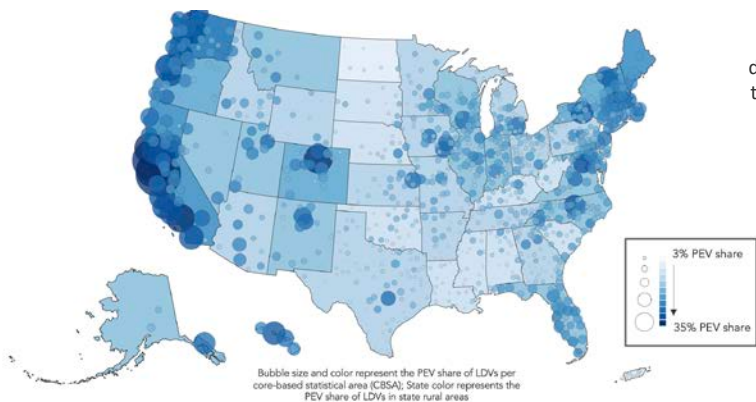 3% PEV share
35% PEV share
Bubble size and color represent the PEV share of LDVs per
core-based statistical area (CBSA); State color represents the
PEV share of LDVs in state rural areas